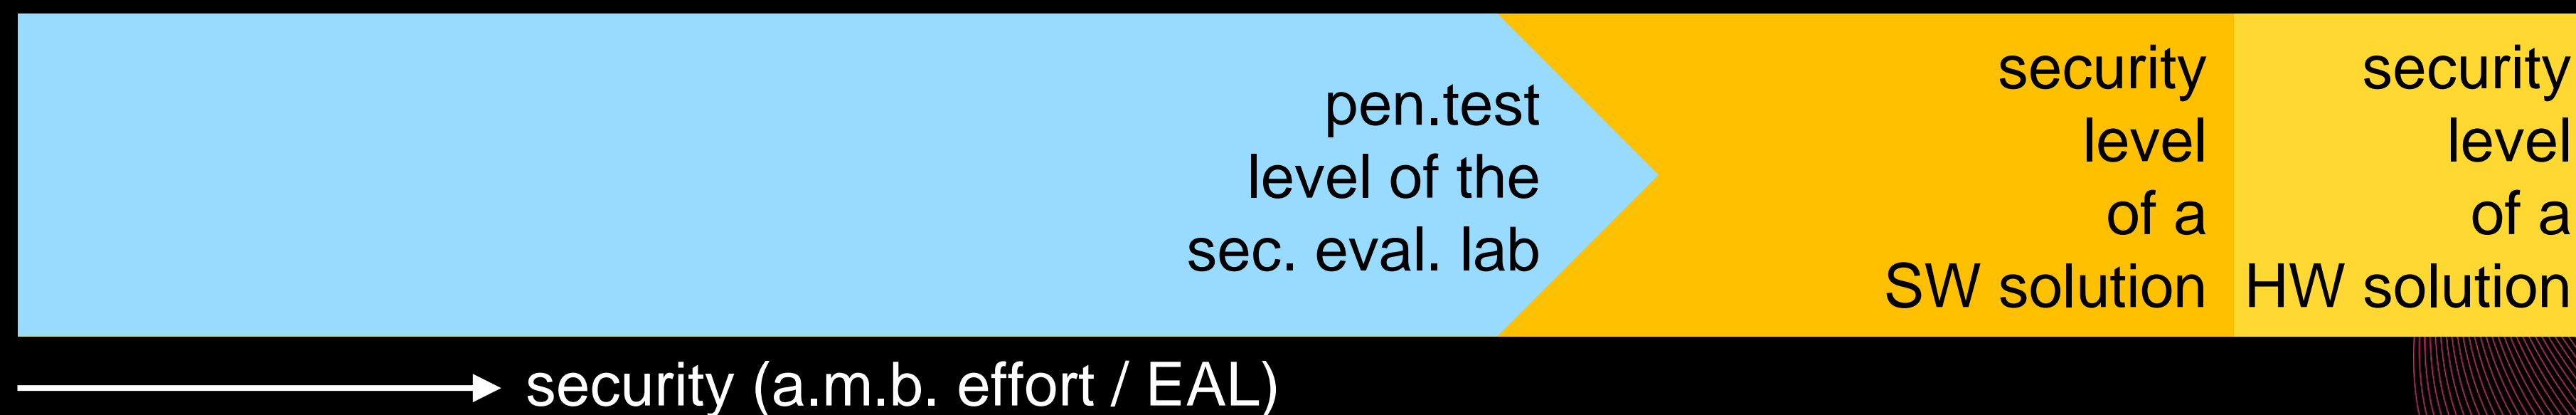 pen.test
level of the
sec. eval. lab
security
level
of a
SW solution
security
level
of a
HW solution
security (a.m.b. effort / EAL)